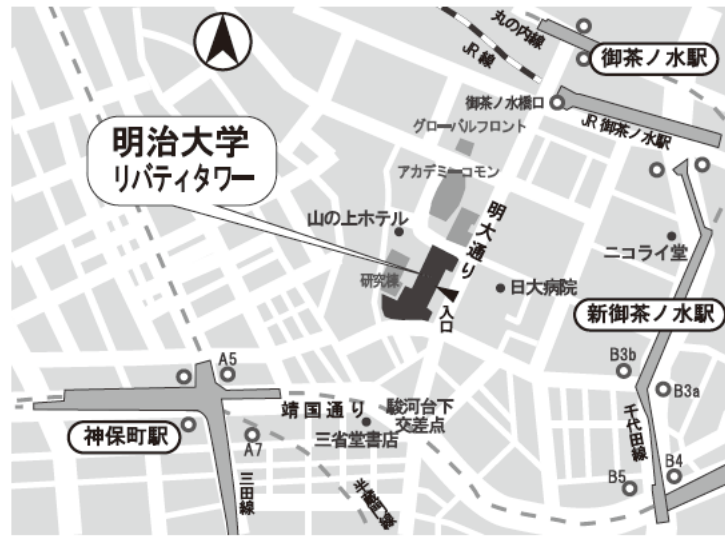 丸の内線
御茶ノ水駅
JR線
御茶ノ水橋口
JR 御茶ノ水駅
グローバルフロント
明治大学
リバティタワー
アカデミーコモン
山の上ホテル
明大通り
ニコライ堂
研究棟
日大病院
入口
新御茶ノ水駅
A5
B3b
B3a
靖国通り
駿河台下
交差点
三省堂書店
神保町駅
A7
千代田線
三田線
半蔵門線
B5
B4